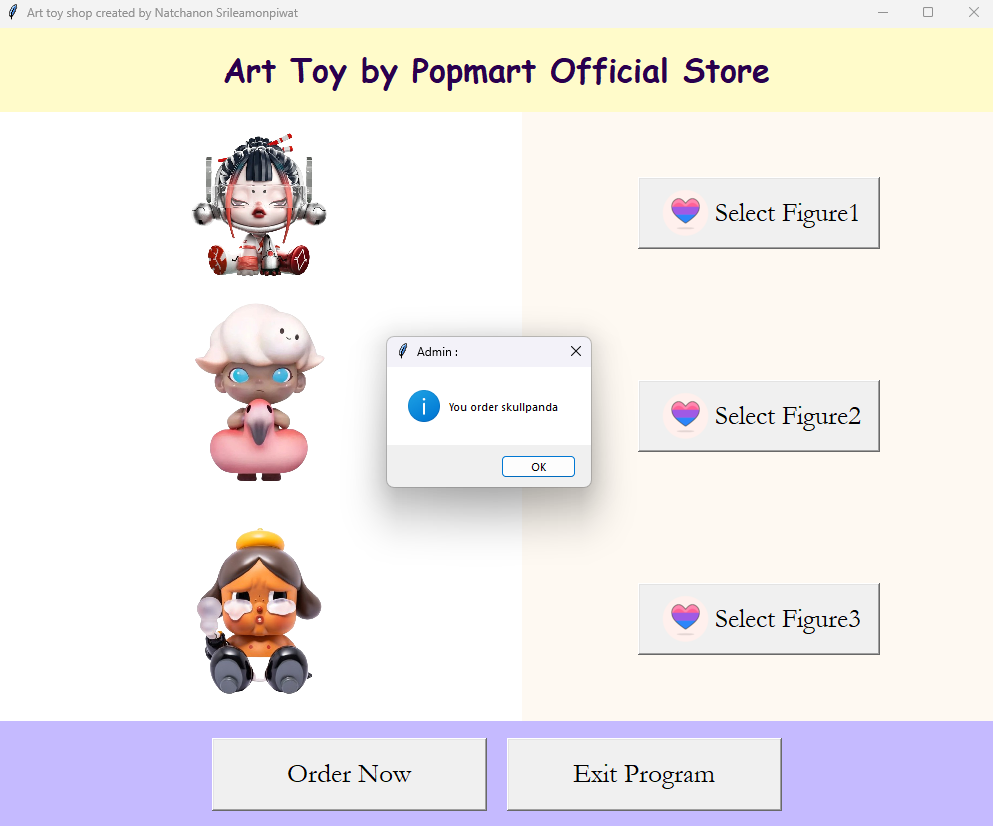 Art toy shop created by Natchanon Srileamonpiwat
Art Toy by Popmart Official Store
Select Figure1
Admin :
You order skullpanda
OK
Select Figure2
Select Figure3
Order Now
Exit Program